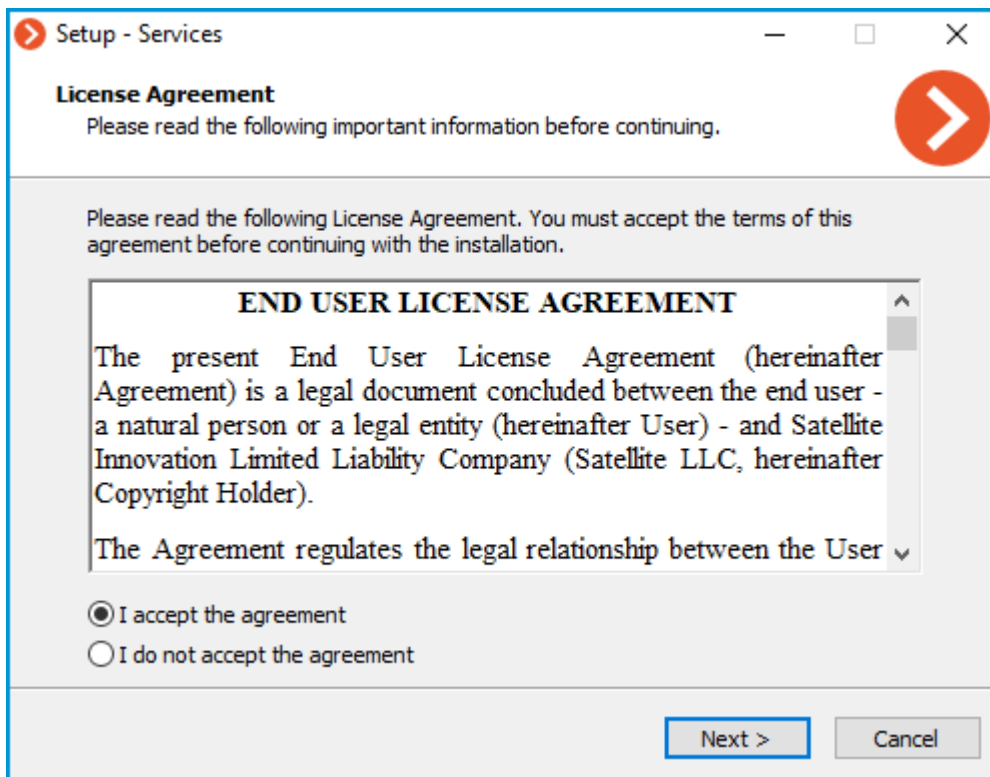 Setup - Services
License Agreement
Please read the following important information before continuing.
Please read the following License Agreement. You must accept the terms of this
agreement before continuing with the installation.
END USER LICENSE AGREEMENT
The present End User License Agreement (hereinafter
Agreement) is a legal document concluded between the end user -
a natural person or a legal entity (hereinafter User) - and Satellite
Innovation Limited Liability Company (Satellite LLC, hereinafter
Copyright Holder).
The Agreement regulates the legal relationship between the User
I accept the agreement
I do not accept the agreement
Next >
Cancel